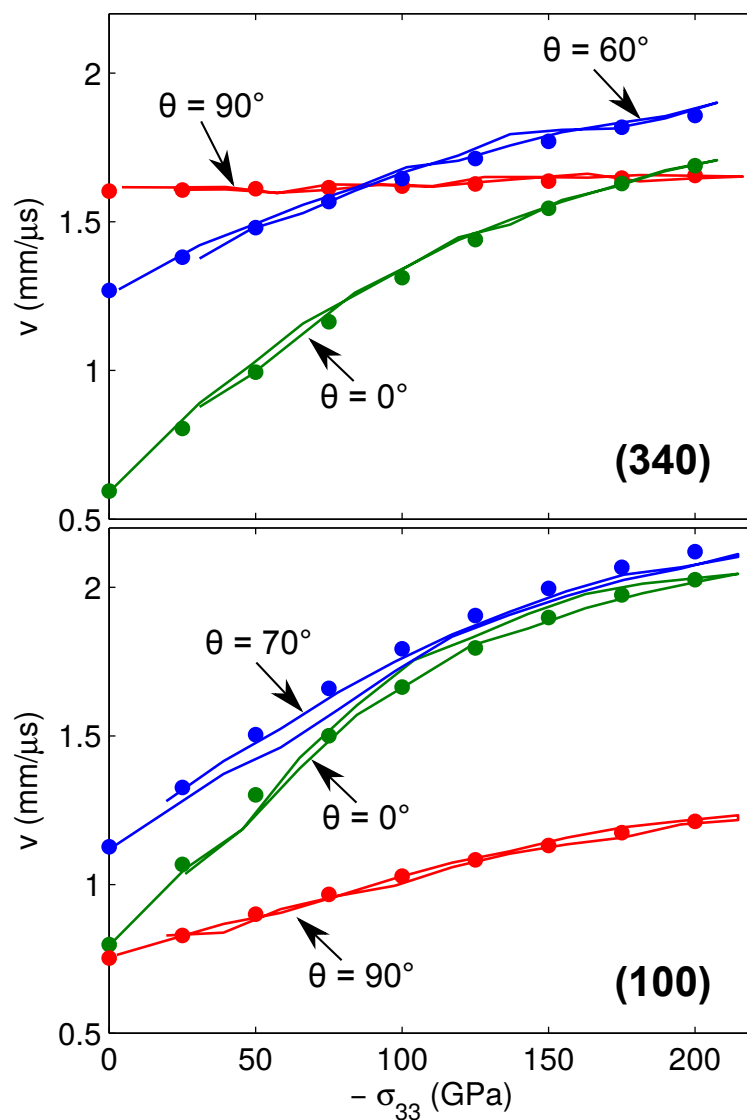 2
θ = 60°
θ = 90°
1.5
v (mm/μs)
1
θ = 0°
(340)
0.5
2
θ = 70°
1.5
v (mm/μs)
θ = 0°
1
θ = 90°
(100)
0.5
0 50 100 150 200
− σ33 (GPa)